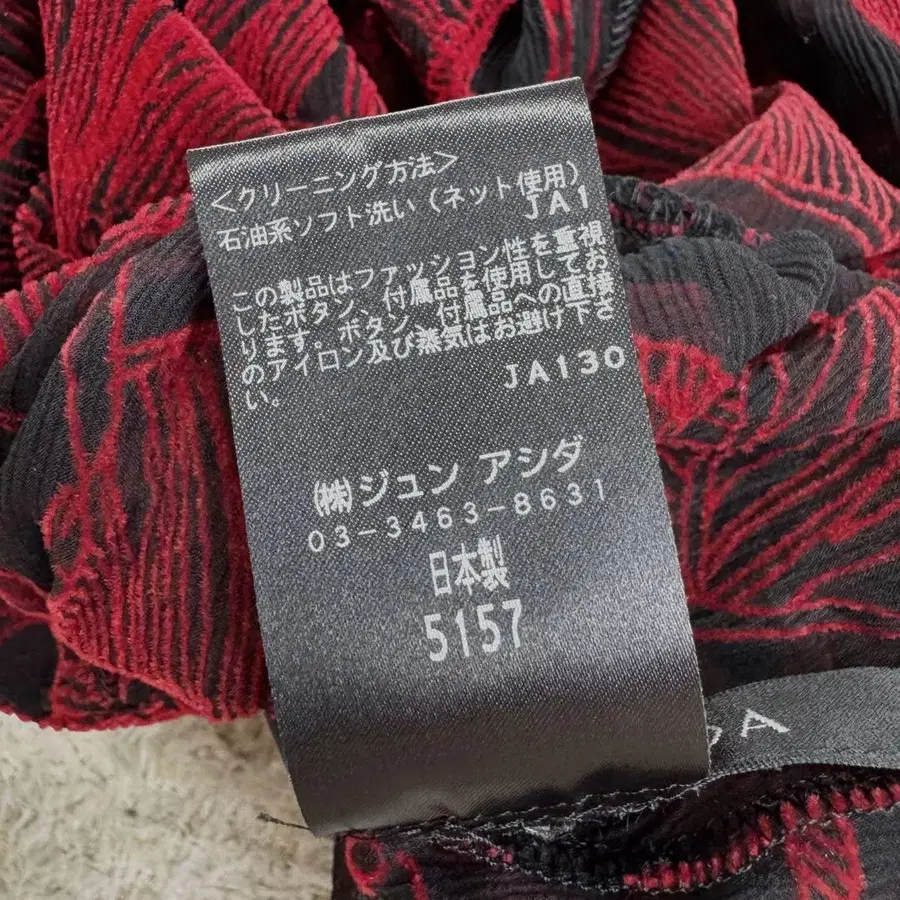 <クリーニング方法>
石油系ソフト洗い(ネット使用)
JA1
この製品はファッション性を重視
したボタン、付属品を使用してお
ります。ボタン、付属品への直接
のアイロン及び蒸気はお避け下さ
い。
JA130
㈱ジュン アシダ
03-3463-8631
日本製
5157
DA